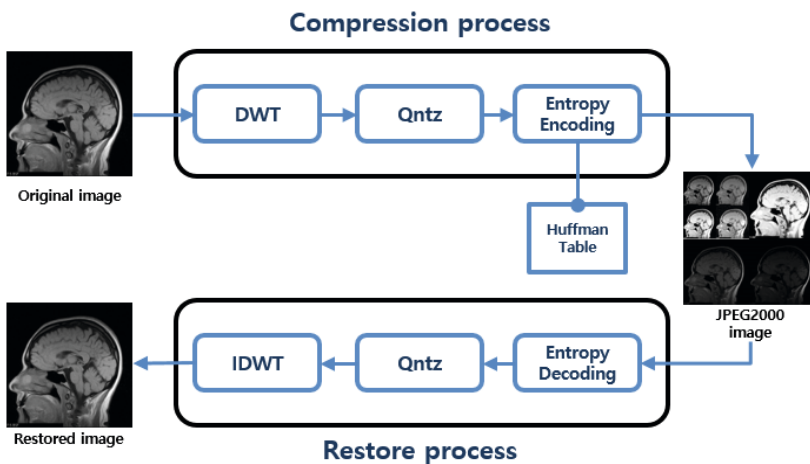 Compression process
DWT
Qntz
Entropy
Encoding
Original image
Huffman
Table
JPEG2000
image
IDWT
Qntz
Entropy
Decoding
Restored image
Restore process